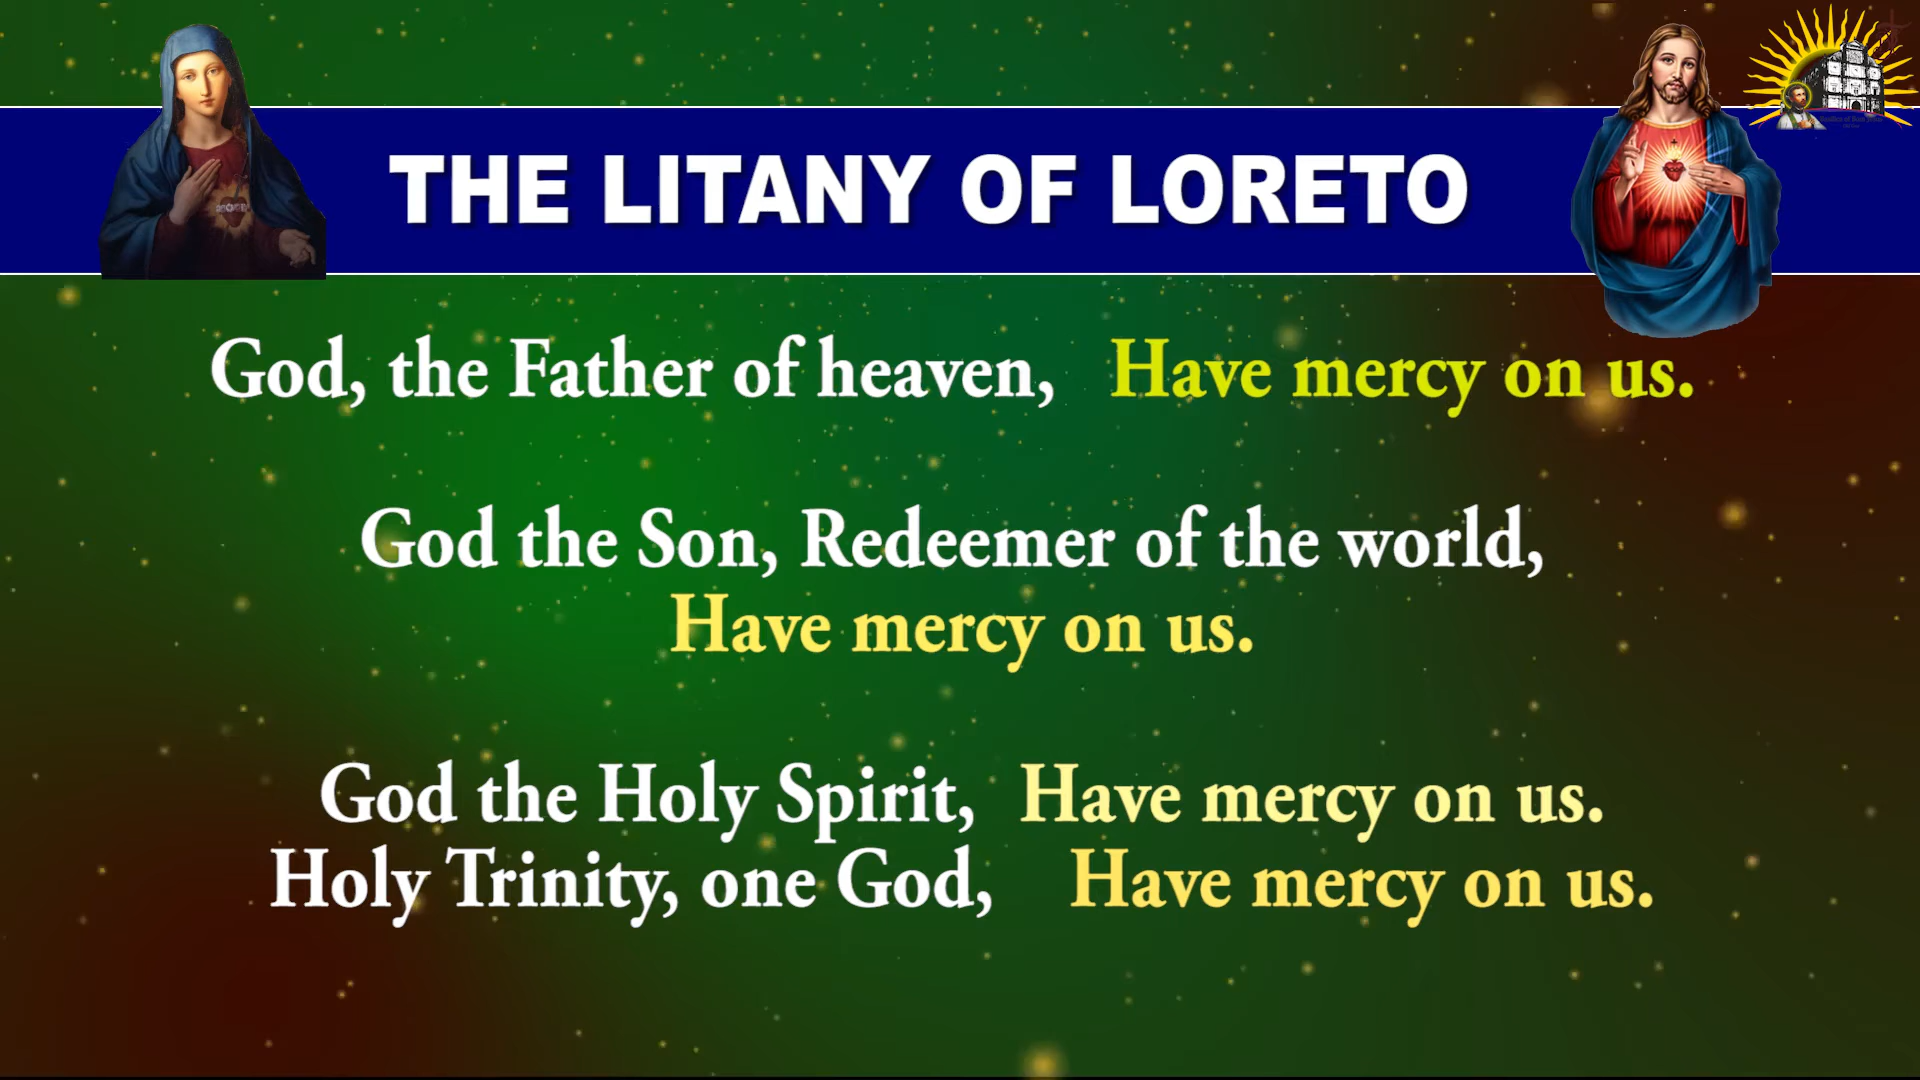 THE LITANY OF LORETO
God, the Father of heaven, Have mercy on us.
God the Son, Redeemer of the world,
Have mercy on us.
God the Holy Spirit, Have mercy on us.
Holy Trinity, one God, Have mercy on us.